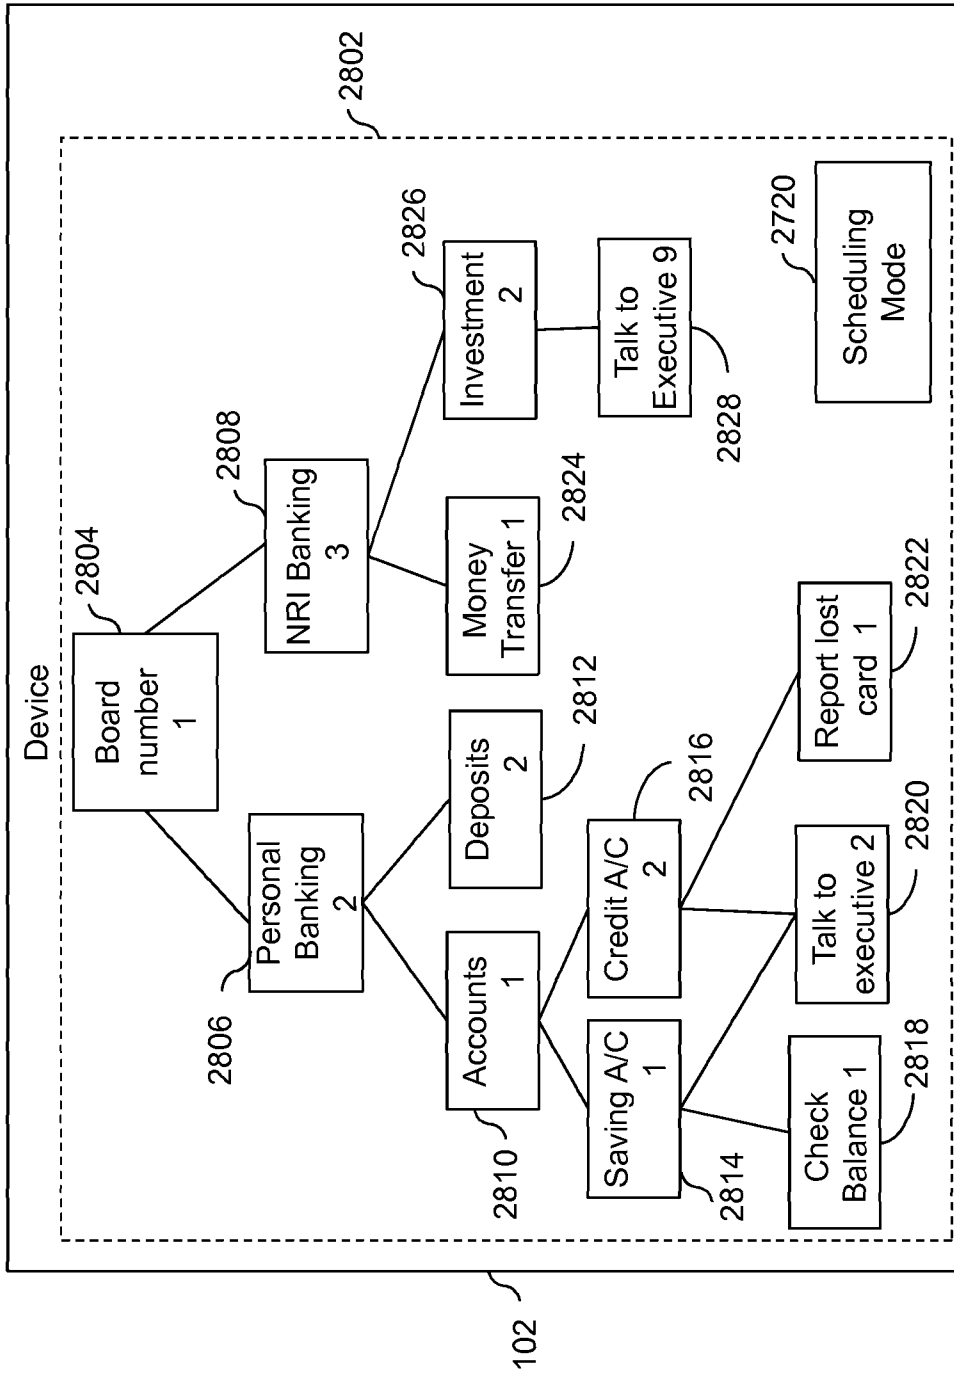 Device
2802
2804
Board
number
1
2808
NRI Banking
3
2806
Personal
Banking
2
2826
Investment
2
Money
Transfer 1
2824
Deposits
2
2812
Accounts
1
2810
Talk to
Executive 9
2828
Credit A/C
2
2816
Saving A/C
1
2814
2720
Scheduling
Mode
Report lost
card 1
2822
Talk to
executive 2
2820
Check
Balance 1
2818
102